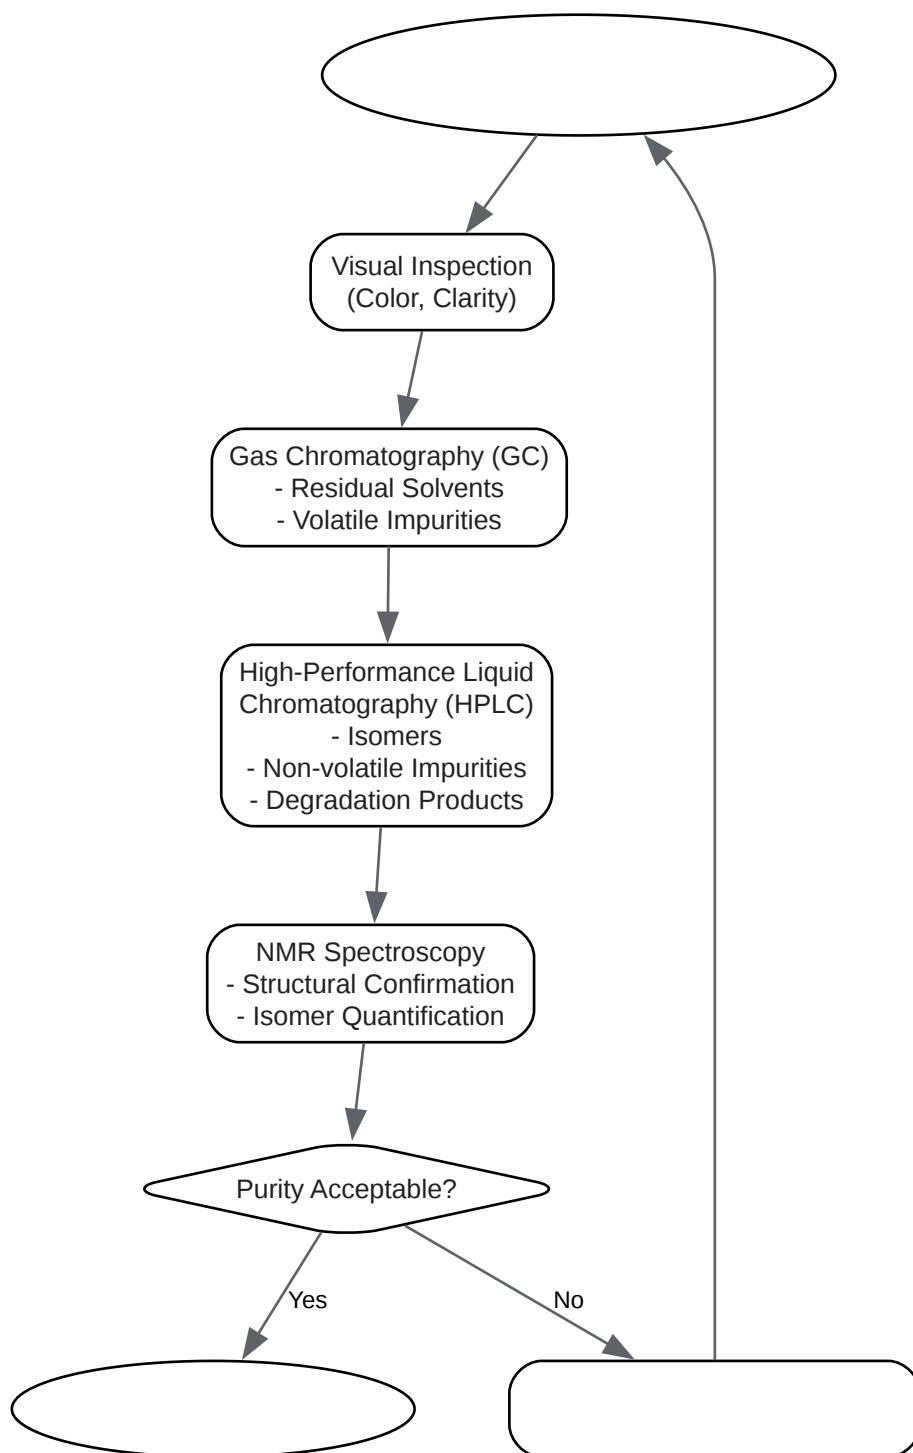 Visual Inspection
(Color, Clarity)
Gas Chromatography (GC)
- Residual Solvents
- Volatile Impurities
High-Performance Liquid
Chromatography (HPLC)
- Isomers
- Non-volatile Impurities
- Degradation Products
NMR Spectroscopy
- Structural Confirmation
- Isomer Quantification
Purity Acceptable?
Yes
No